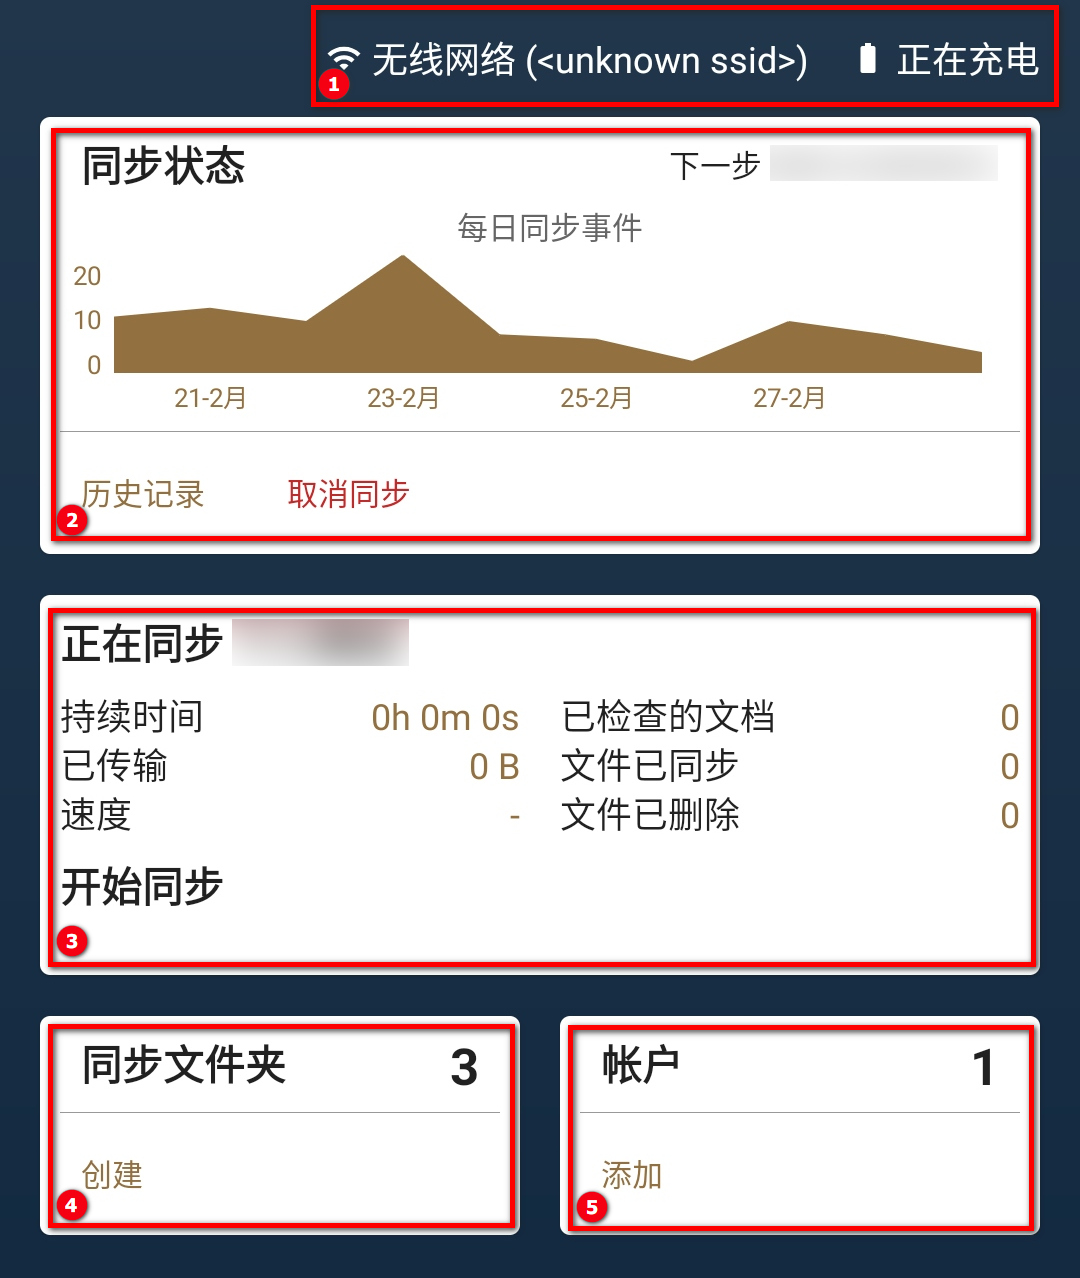 无线网络 (<unknown ssid>) 正在充电
1
同步状态 下一步
每日同步事件
20
10
0
21-2月 23-2月 25-2月 27-2月
历史记录 取消同步
2
正在同步
持续时间 0h 0m 0s 已检查的文档 0
已传输 0 B 文件已同步 0
速度 - 文件已删除 0
开始同步
3
同步文件夹 3
创建
4
帐户 1
添加
5